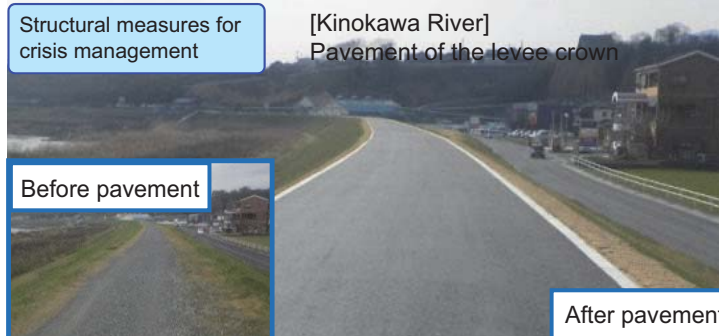 Structural measures for
crisis management
[Kinokawa River]
Pavement of the levee crown
Before pavement
After pavement